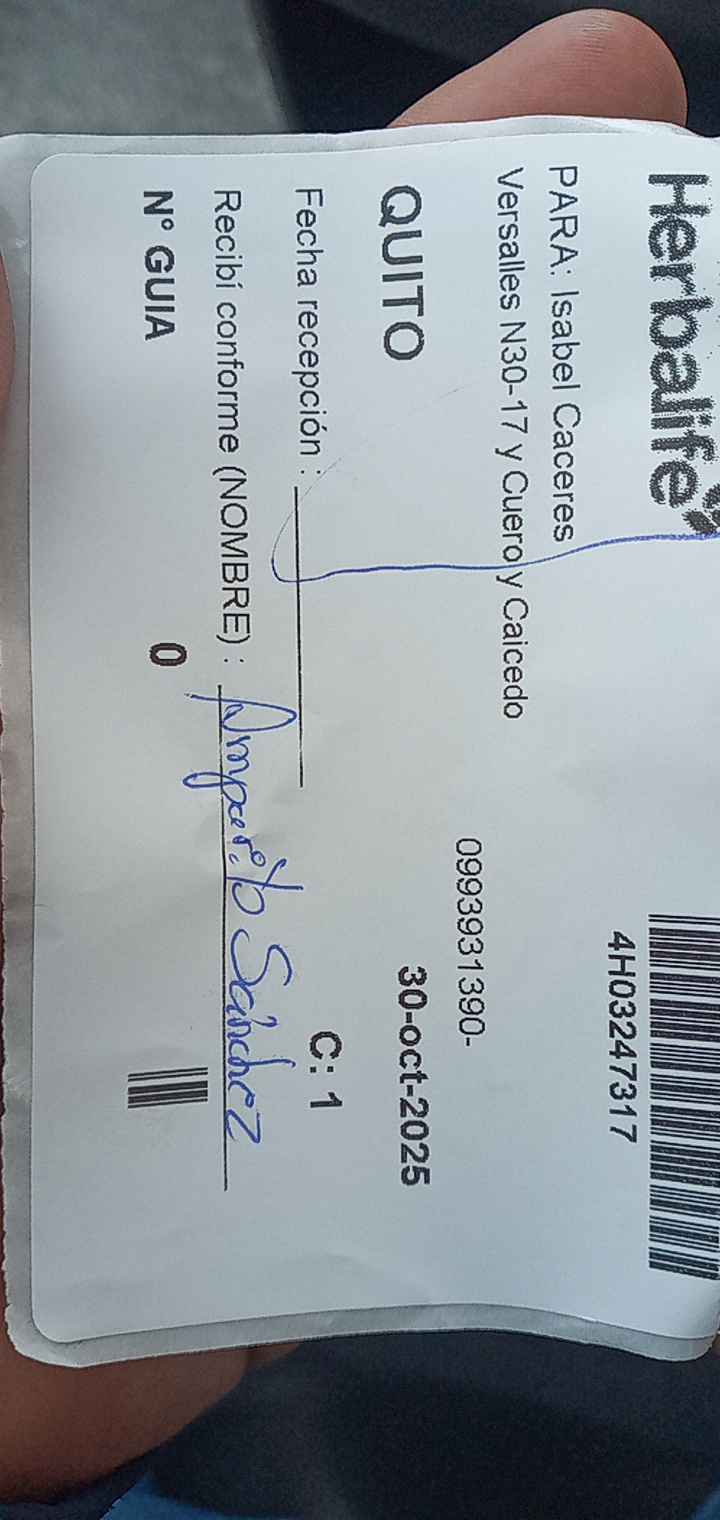 Herbalife
4H03247317
PARA: Isabel Caceres
Versalles N30-17 y Cuero y Caicedo
0993931390-
QUITO 30-oct-2025
Fecha recepción : C: 1
Recibí conforme (NOMBRE) : Amparito Sánchez
N° GUIA 0